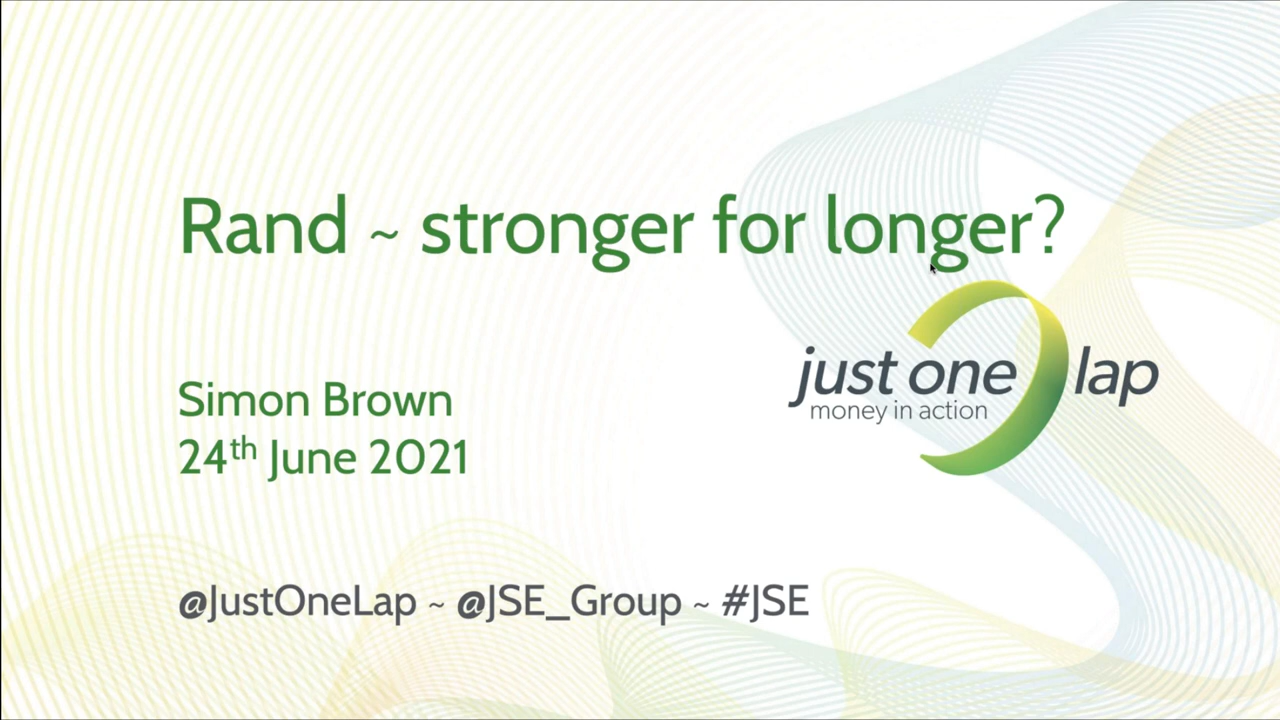 Rand ~ stronger for longer?
just one lap
money in action
Simon Brown
24th June 2021
@JustOneLap ~ @JSE_Group ~ #JSE